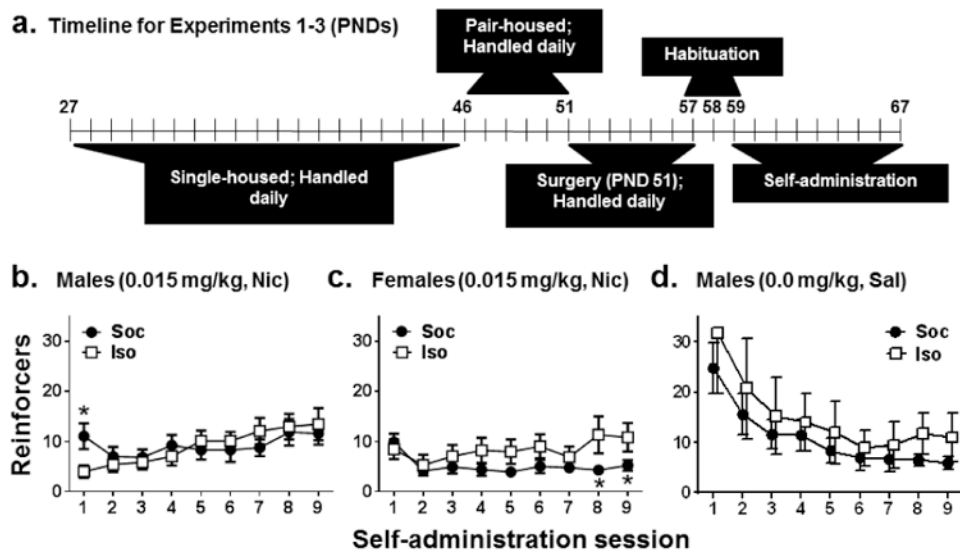 a. Timeline for Experiments 1-3 (PNDs)
Pair-housed;
Handled daily
Habituation
27
46
51
57 58 59
67
Single-housed; Handled
daily
Surgery (PND 51);
Handled daily
Self-administration
b. Males (0.015 mg/kg, Nic)
c. Females (0.015 mg/kg, Nic)
d. Males (0.0 mg/kg, Sal)
Reinforcers
30
20
10
0
Soc
Iso
*
1 2 3 4 5 6 7 8 9
30
20
10
0
Soc
Iso
* *
1 2 3 4 5 6 7 8 9
30
20
10
0
Soc
Iso
1 2 3 4 5 6 7 8 9
Self-administration session